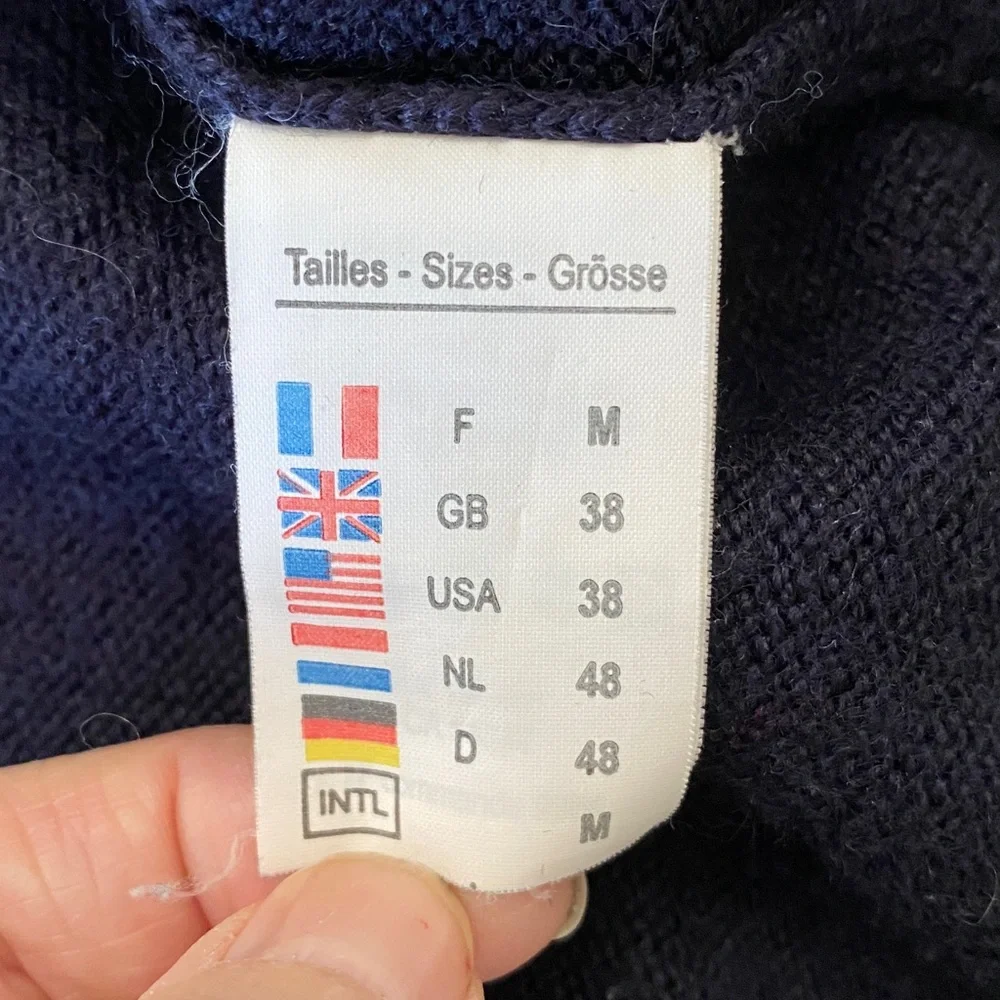 Tailles - Sizes - Grösse
F M
GB 38
USA 38
NL 48
D 48
INTL M